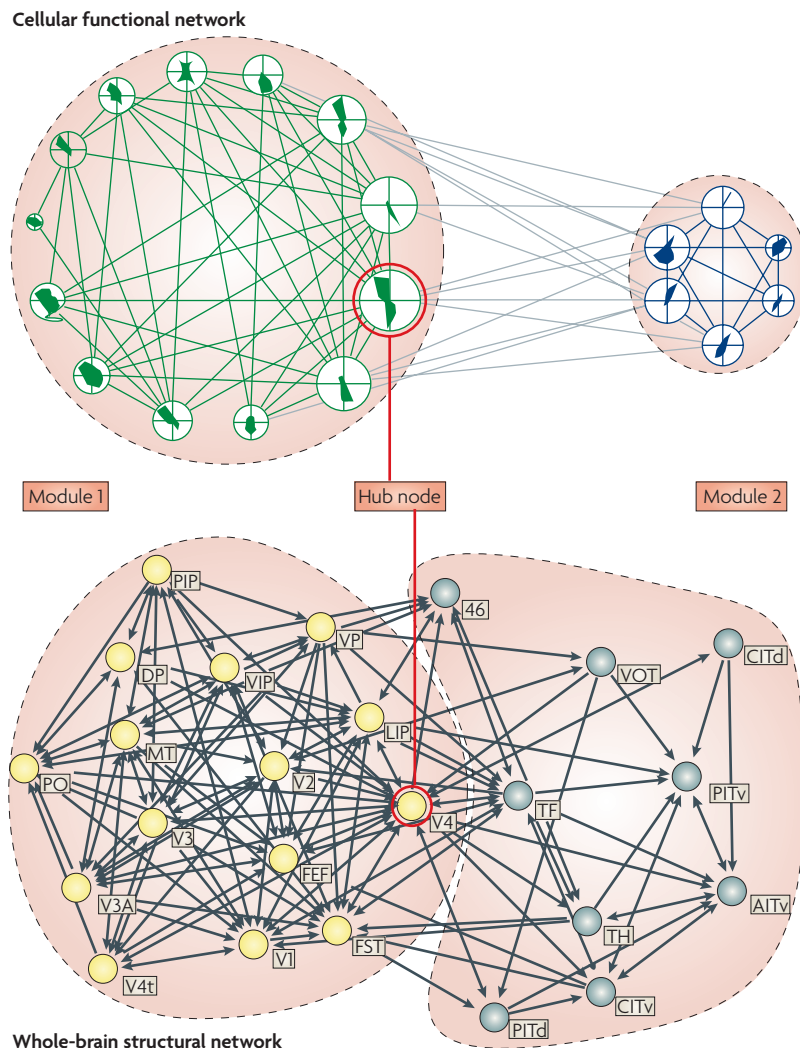 Cellular functional network
Module 1
Hub node
Module 2
PIP
46
VP
CITd
DP
VIP
VOT
LIP
MT
PO
V2
PITv
V4
TF
V3
FEF
V3A
AITv
TH
V1
FST
V4t
CITv
PITd
Whole-brain structural network